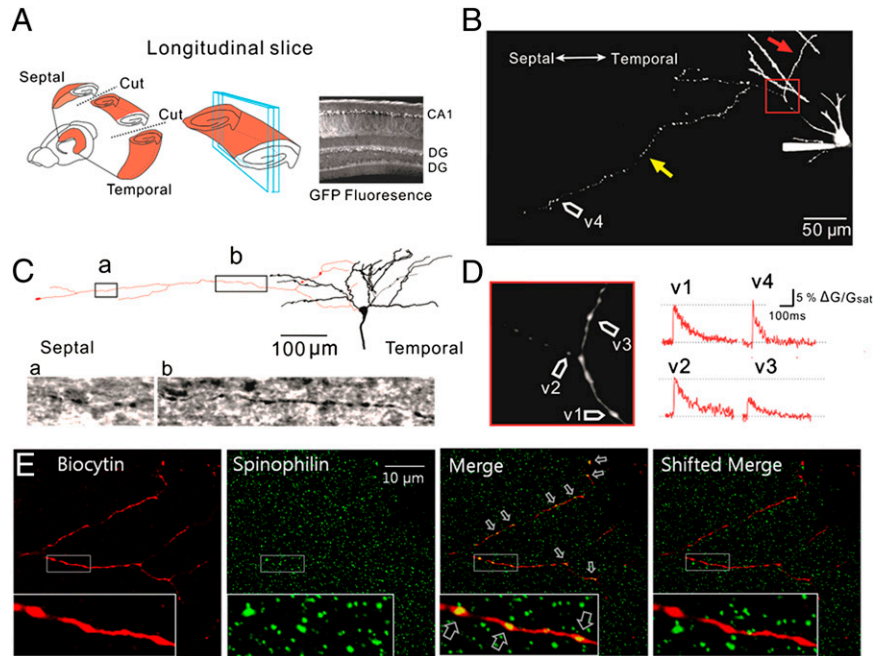 A
Longitudinal slice
Septal
Cut
Cut
Temporal
CA1
DG
DG
GFP Fluoresence
B
Septal Temporal
v4
50 μm
C
a
b
100 μm
Septal
Temporal
a
b
D
v3
v2
v1
v1
v4
5 % ΔG/Gsat
100ms
v2
v3
E
Biocytin
Spinophilin
10 μm
Merge
Shifted Merge